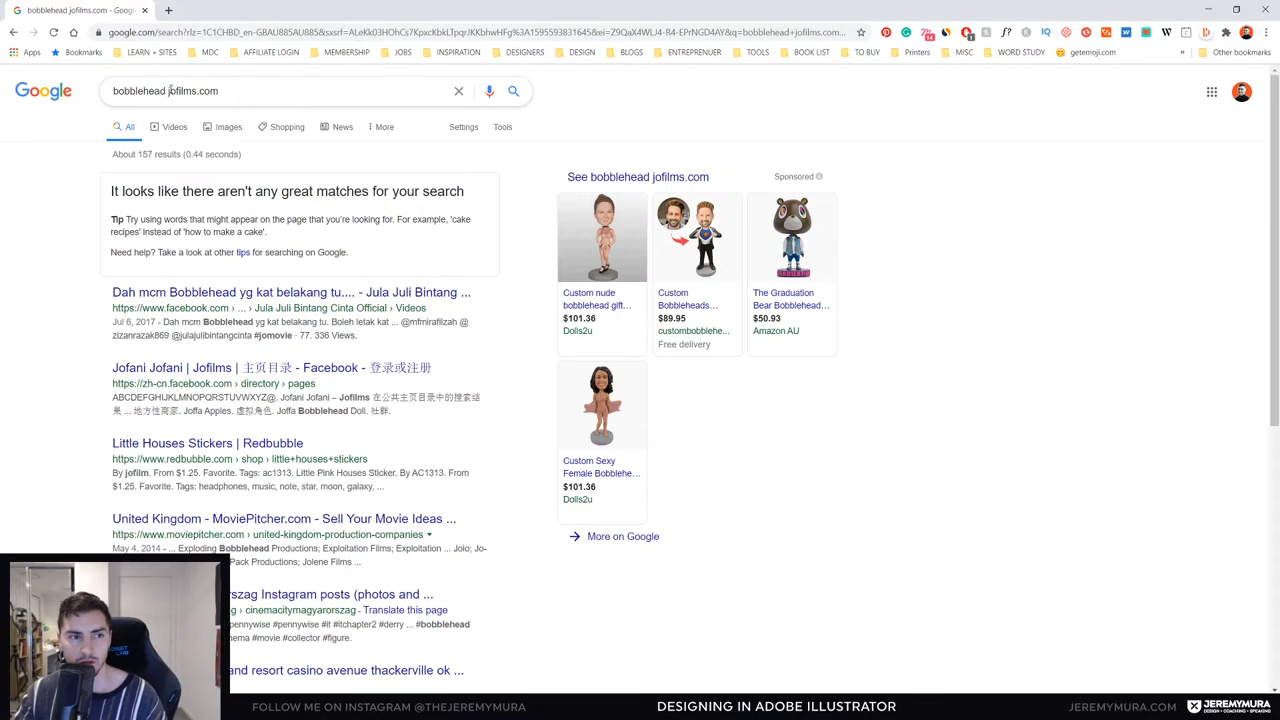 bobblehead jofilms.com - Goog
google.com/search?rlz=1C1CHBD_en-GBAU885AU885&sxsrf=
Apps
Bookmarks
LEARN + SITES
MDC
AFFILIATE LOGIN
MEMBERSHIP
JOBS
INSPIRATION
DESIGNERS
DESIGN
BLOGS
ENTREPRENUER
TOOLS
BOOK LIST
TO BUY
Printers
MISC
WORD STUDY
getemoji.com
»
Other bookmarks
Google
bobblehead jofilms.com
All
Videos
Images
Shopping
News
More
Settings
Tools
About 157 results (0.44 seconds)
It looks like there aren't any great matches for your search
Tip Try using words that might appear on the page that you're looking for. For example, 'cake
recipes' instead of 'how to make a cake'.
Need help? Take a look at other tips for searching on Google.
Dah mcm Bobblehead yg kat belakang tu.... - Jula Juli Bintang ...
https://www.facebook.com › ... › Jula Juli Bintang Cinta Official › Videos
Jul 6, 2017 - Dah mcm Bobblehead yg kat belakang tu. Boleh letak kat ... @mfmirafilzah @
zizanrazak869 @julajulibintangcinta #jomovie · 77. 336 Views.
Jofani Jofani | Jofilms | 主页目录 - Facebook - 登录或注册
https://zh-cn.facebook.com › directory › pages
ABCDEFGHIJKLMNOPQRSTUVWXYZ@. Jofani Jofani – Jofilms 在公共主页目录中的搜索结
果 ... 地方性商家. Joffa Apples. 虚拟角色. Joffa Bobblehead Doll. 社群.
Little Houses Stickers | Redbubble
https://www.redbubble.com › shop › little+houses+stickers
By jofilm. From $1.25. Favorite. Tags: ac1313. Little Pink Houses Sticker. By AC1313. From
$1.25. Favorite. Tags: headphones, music, note, star, moon, galaxy, ...
United Kingdom - MoviePitcher.com - Sell Your Movie Ideas ...
https://www.moviepitcher.com › united-kingdom-production-companies
May 4, 2014 - ... Exploding Bobblehead Productions; Exploitation Films; Exploitation ... Joio; Jo-
Pack Productions; Jolene Films ...
rszag Instagram posts (photos and ...
g › cinemacitymagyarorszag - Translate this page
pennywise #pennywise #it #itchapter2 #derry ... #bobblehead
nema #movie #collector #figure.
and resort casino avenue thackerville ok ...
See bobblehead jofilms.com
Sponsored
Custom nude
bobblehead gift...
$101.36
Dolls2u
Custom
Bobbleheads...
$89.95
custombobblehe...
Free delivery
The Graduation
Bear Bobblehead...
$50.93
Amazon AU
Custom Sexy
Female Bobblehe...
$101.36
Dolls2u
More on Google
FOLLOW ME ON INSTAGRAM @THEJEREMYMURA
DESIGNING IN ADOBE ILLUSTRATOR
JEREMYMURA.COM
JEREMYMURA
DESIGN • COACHING • SPEAKING